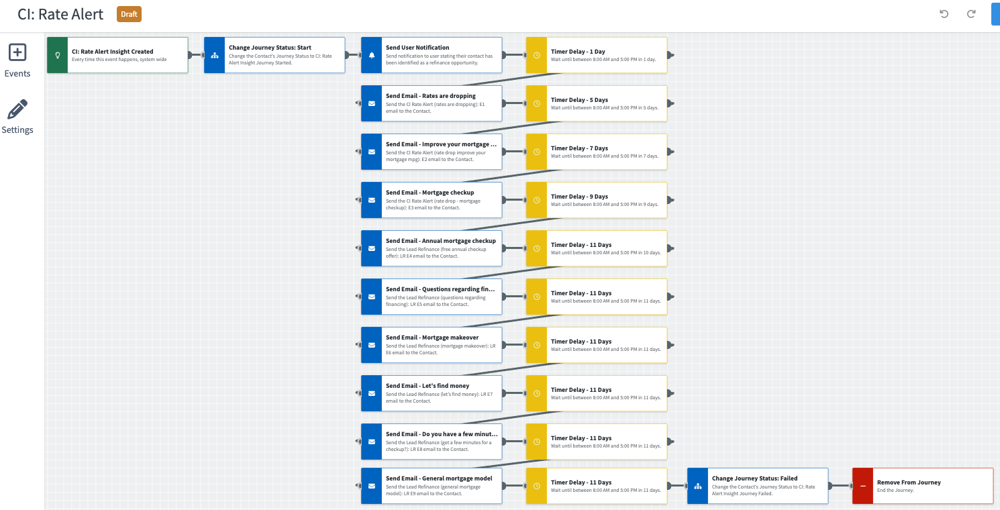 CI: Rate Alert
Draft
Events
Settings
CI: Rate Alert Insight Created
Every time this event happens, system wide
Change Journey Status: Start
Change the Contact's Journey Status to CI: Rate
Alert Insight Journey Started.
Send User Notification
Send notification to user stating their contact has
been identified as a refinance opportunity.
Timer Delay - 1 Day
Wait until between 8:00 AM and 5:00 PM in 1 day.
Send Email - Rates are dropping
Send the CI Rate Alert (rates are dropping): E1
email to the Contact.
Timer Delay - 5 Days
Wait until between 8:00 AM and 5:00 PM in 5 days.
Send Email - Improve your mortgage ...
Send the CI Rate Alert (rate drop improve your
mortgage mpg): E2 email to the Contact.
Timer Delay - 7 Days
Wait until between 8:00 AM and 5:00 PM in 7 days.
Send Email - Mortgage checkup
Send the CI Rate Alert (rate drop - mortgage
checkup): E3 email to the Contact.
Timer Delay - 9 Days
Wait until between 8:00 AM and 5:00 PM in 9 days.
Send Email - Annual mortgage checkup
Send the Lead Refinance (free annual checkup
offer): LR E4 email to the Contact.
Timer Delay - 11 Days
Wait until between 8:00 AM and 5:00 PM in 10 days.
Send Email - Questions regarding fin...
Send the Lead Refinance (questions regarding
financing): LR E5 email to the Contact.
Timer Delay - 11 Days
Wait until between 8:00 AM and 5:00 PM in 11 days.
Send Email - Mortgage makeover
Send the Lead Refinance (mortgage makeover): LR
E6 email to the Contact.
Timer Delay - 11 Days
Wait until between 8:00 AM and 5:00 PM in 11 days.
Send Email - Let's find money
Send the Lead Refinance (let's find money): LR E7
email to the Contact.
Timer Delay - 11 Days
Wait until between 8:00 AM and 5:00 PM in 11 days.
Send Email - Do you have a few minut...
Send the Lead Refinance (got a few minutes for a
checkup?): LR E8 email to the Contact.
Timer Delay - 11 Days
Wait until between 8:00 AM and 5:00 PM in 11 days.
Send Email - General mortgage model
Send the Lead Refinance (general mortgage
model): LR E9 email to the Contact.
Timer Delay - 11 Days
Wait until between 8:00 AM and 5:00 PM in 11 days.
Change Journey Status: Failed
Change the Contact's Journey Status to CI: Rate
Alert Insight Journey Failed.
Remove From Journey
End the Journey.